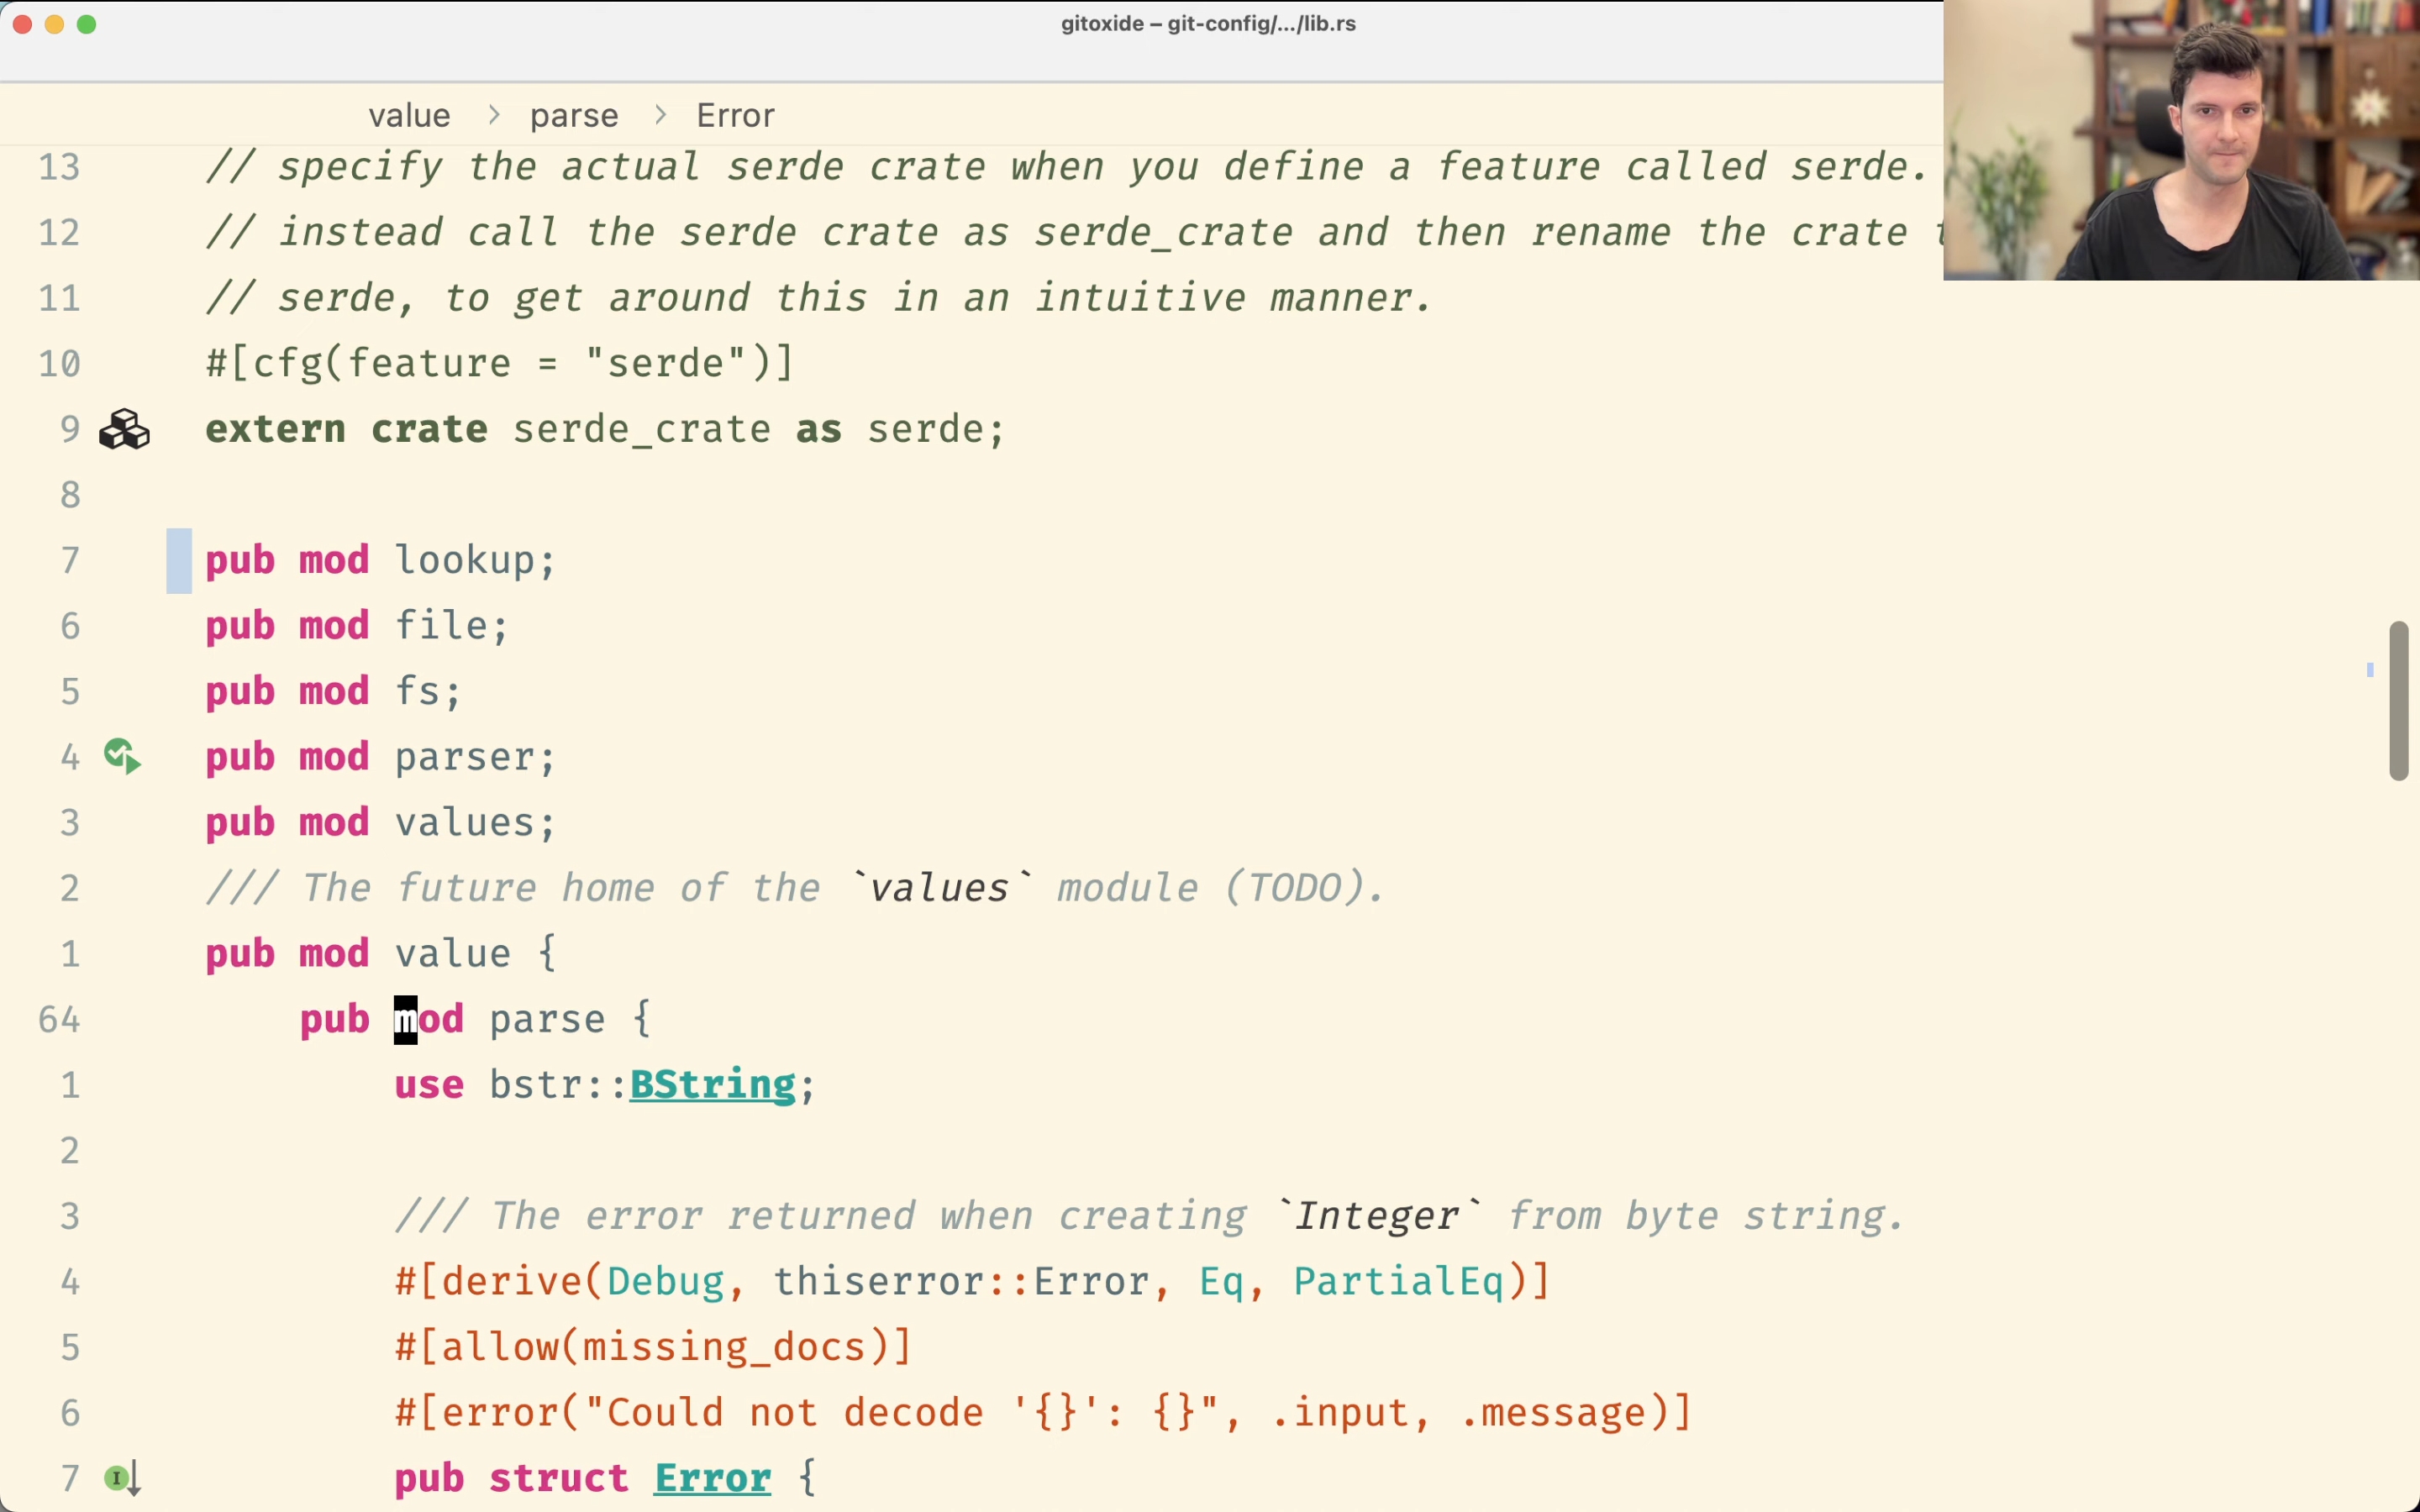 gitoxide – git-config/.../lib.rs
value > parse > Error
13 // specify the actual serde crate when you define a feature called serde.
12 // instead call the serde crate as serde_crate and then rename the crate
11 // serde, to get around this in an intuitive manner.
10 #[cfg(feature = "serde")]
9 extern crate serde_crate as serde;
8
7 pub mod lookup;
6 pub mod file;
5 pub mod fs;
4 pub mod parser;
3 pub mod values;
2 /// The future home of the `values` module (TODO).
1 pub mod value {
64 pub mod parse {
1 use bstr::BString;
2
3 /// The error returned when creating `Integer` from byte string.
4 #[derive(Debug, thiserror::Error, Eq, PartialEq)]
5 #[allow(missing_docs)]
6 #[error("Could not decode '{}': {}", .input, .message)]
7 pub struct Error {